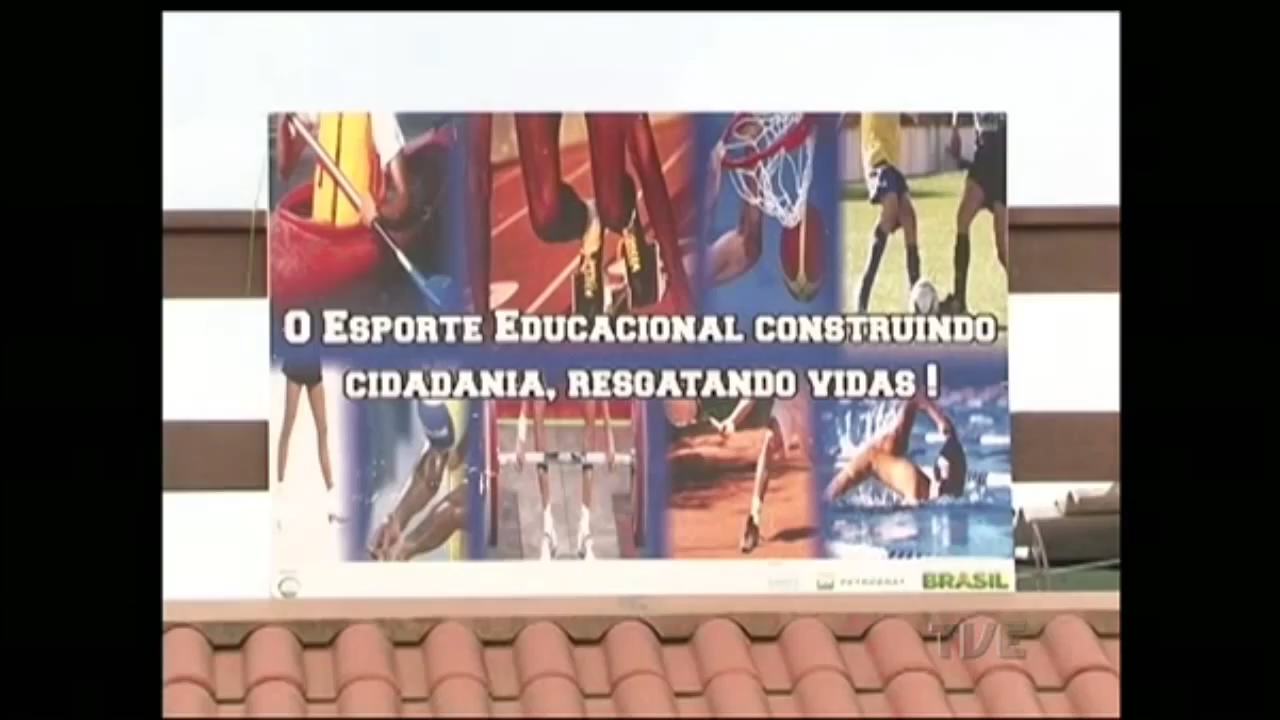 O ESPORTE EDUCACIONAL CONSTRUINDO
CIDADANIA, RESGATANDO VIDAS !
PETROBRAS BRASIL
TVE